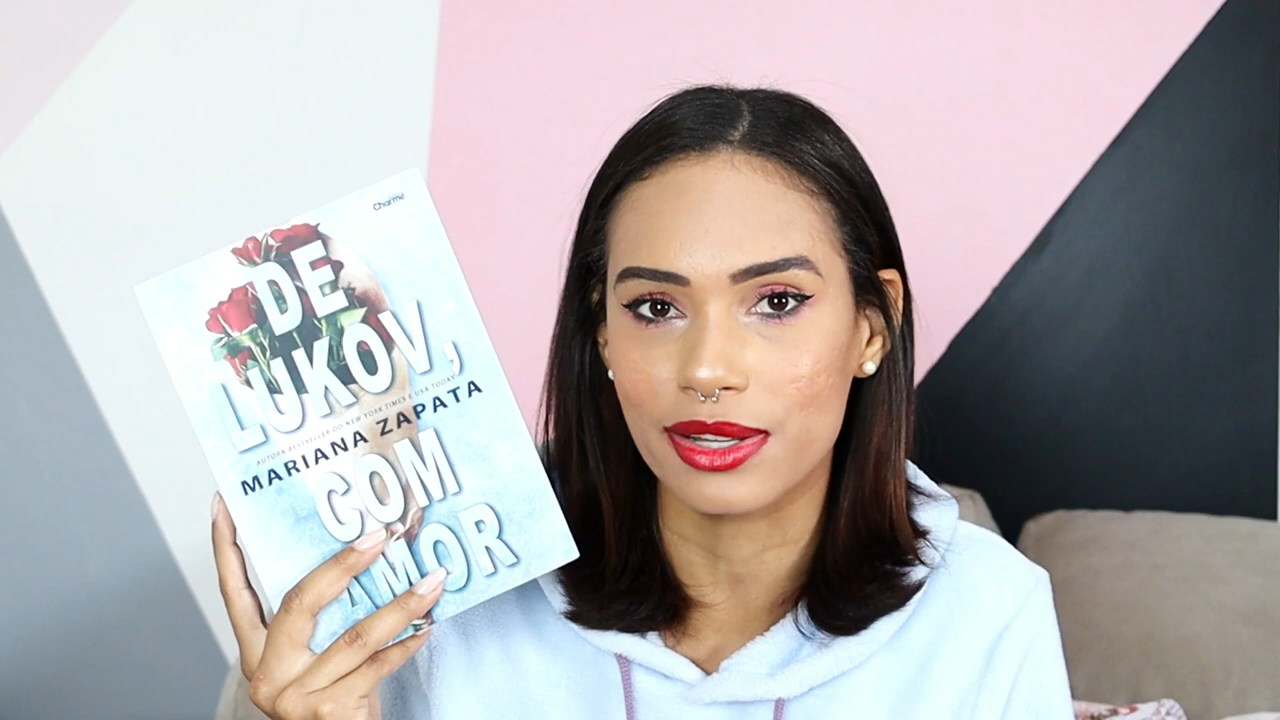 Charme
DE
LUKOV,
AUTORA BESTSELLER DO NEW YORK TIMES E USA TODAY
MARIANA ZAPATA
COM
AMOR